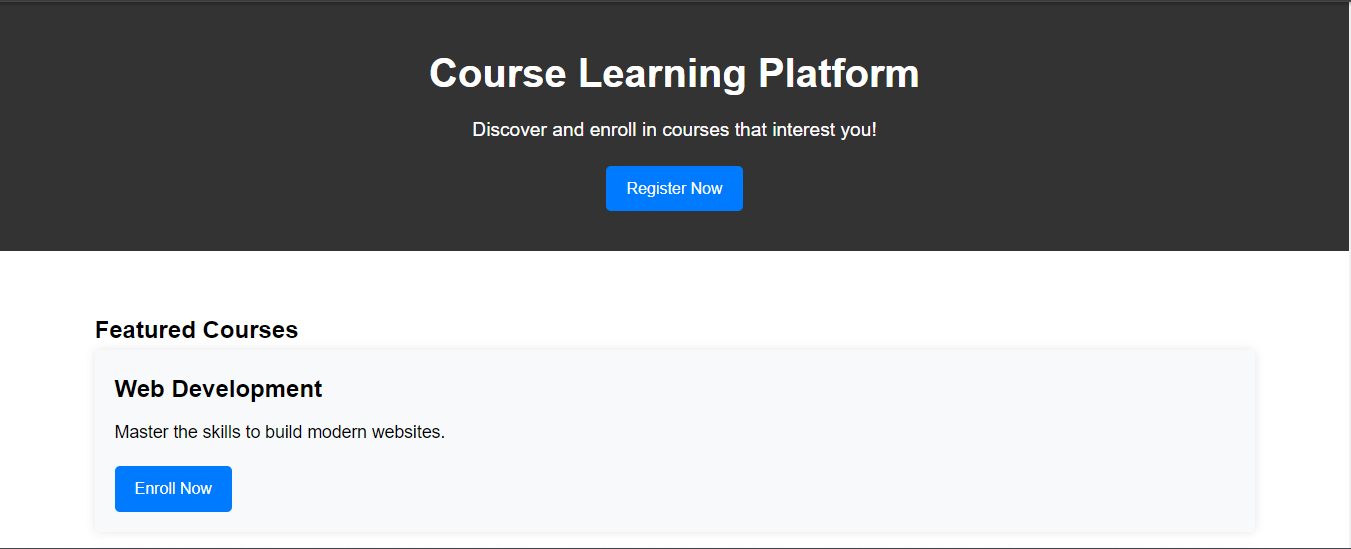 Course Learning Platform
Discover and enroll in courses that interest you!
Register Now
Featured Courses
Web Development
Master the skills to build modern websites.
Enroll Now